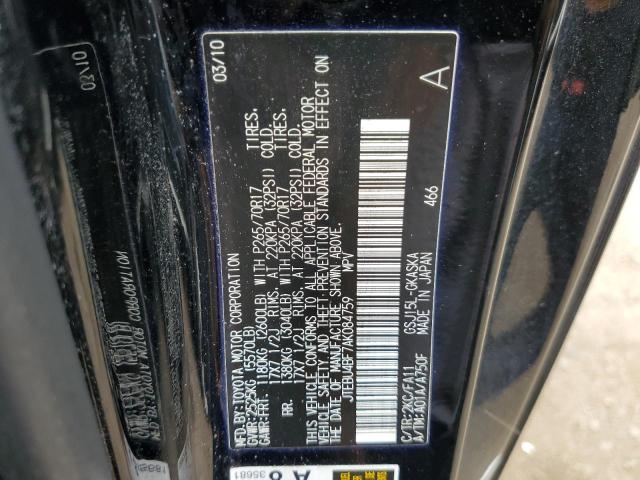 MFD.BY:TOYOTA MOTOR CORPORATION 03/10
GVWR:2525KG (5570LB)
GAWR:FRT. 1180KG (2600LB) WITH P265/70R17 TIRES.
17X7 1/2J RIMS. AT 220KPA (32PSI) COLD.
RR. 1380KG (3040LB) WITH P265/70R17 TIRES.
17X7 1/2J RIMS. AT 220KPA (32PSI) COLD.
THIS VEHICLE CONFORMS TO ALL APPLICABLE FEDERAL MOTOR
VEHICLE SAFETY AND THEFT PREVENTION STANDARDS IN EFFECT ON
THE DATE OF MANUFACTURE SHOWN ABOVE.
JTEBU4BF7AK084759 MPV
A
466
C/TR:2KC/FA11 GSJ15L-GKASKA
A/TM:A01A/A750F MADE IN JAPAN
A 8
35681